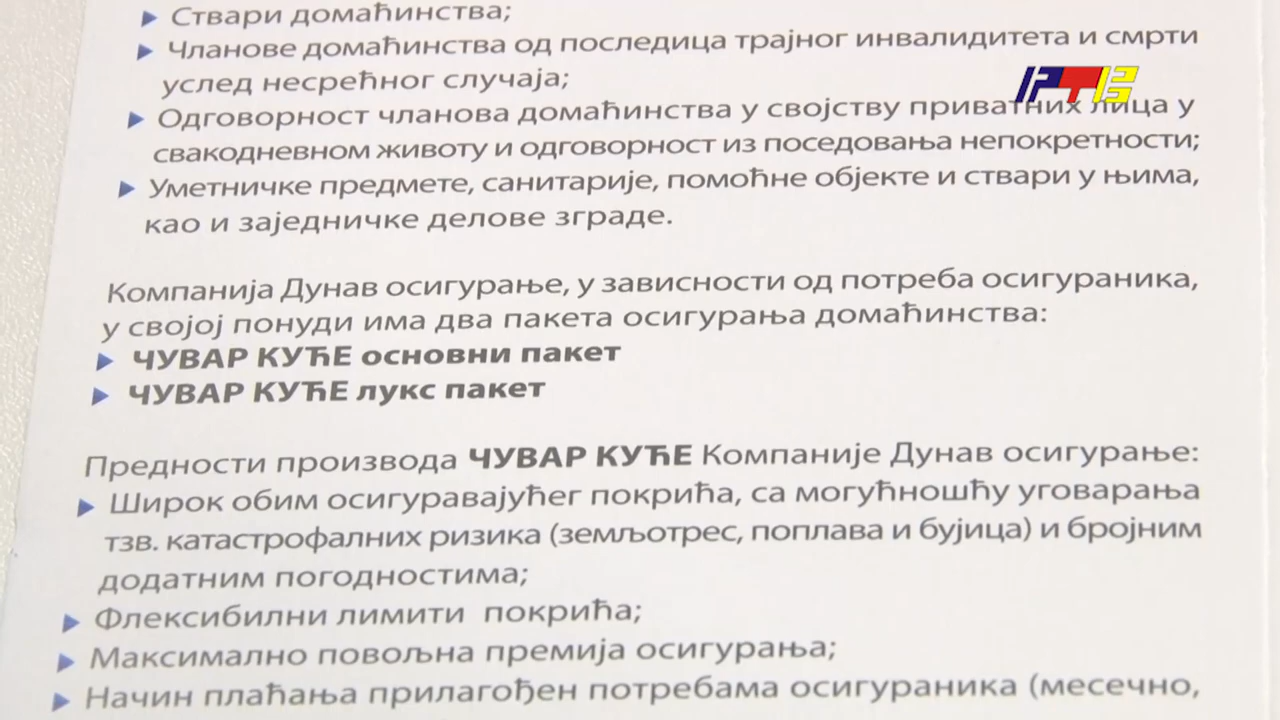 Ствари домаћинства;
Чланове домаћинства од последица трајног инвалидитета и смрти
услед несрећног случаја;
РТВ
Одговорност чланова домаћинства у својству приватних лица у
свакодневном животу и одговорност из поседовања непокретности;
Уметничке предмете, санитарије, помоћне објекте и ствари у њима,
као и заједничке делове зграде.
Компанија Дунав осигурање, у зависности од потреба осигураника,
у својој понуди има два пакета осигурања домаћинства:
ЧУВАР КУЋЕ основни пакет
ЧУВАР КУЋЕ лукс пакет
Предности производа ЧУВАР КУЋЕ Компаније Дунав осигурање:
Широк обим осигуравајућег покрића, са могућношћу уговарања
тзв. катастрофалних ризика (земљотрес, поплава и бујица) и бројним
додатним погодностима;
Флексибилни лимити покрића;
Максимално повољна премија осигурања;
Начин плаћања прилагођен потребама осигураника (месечно,